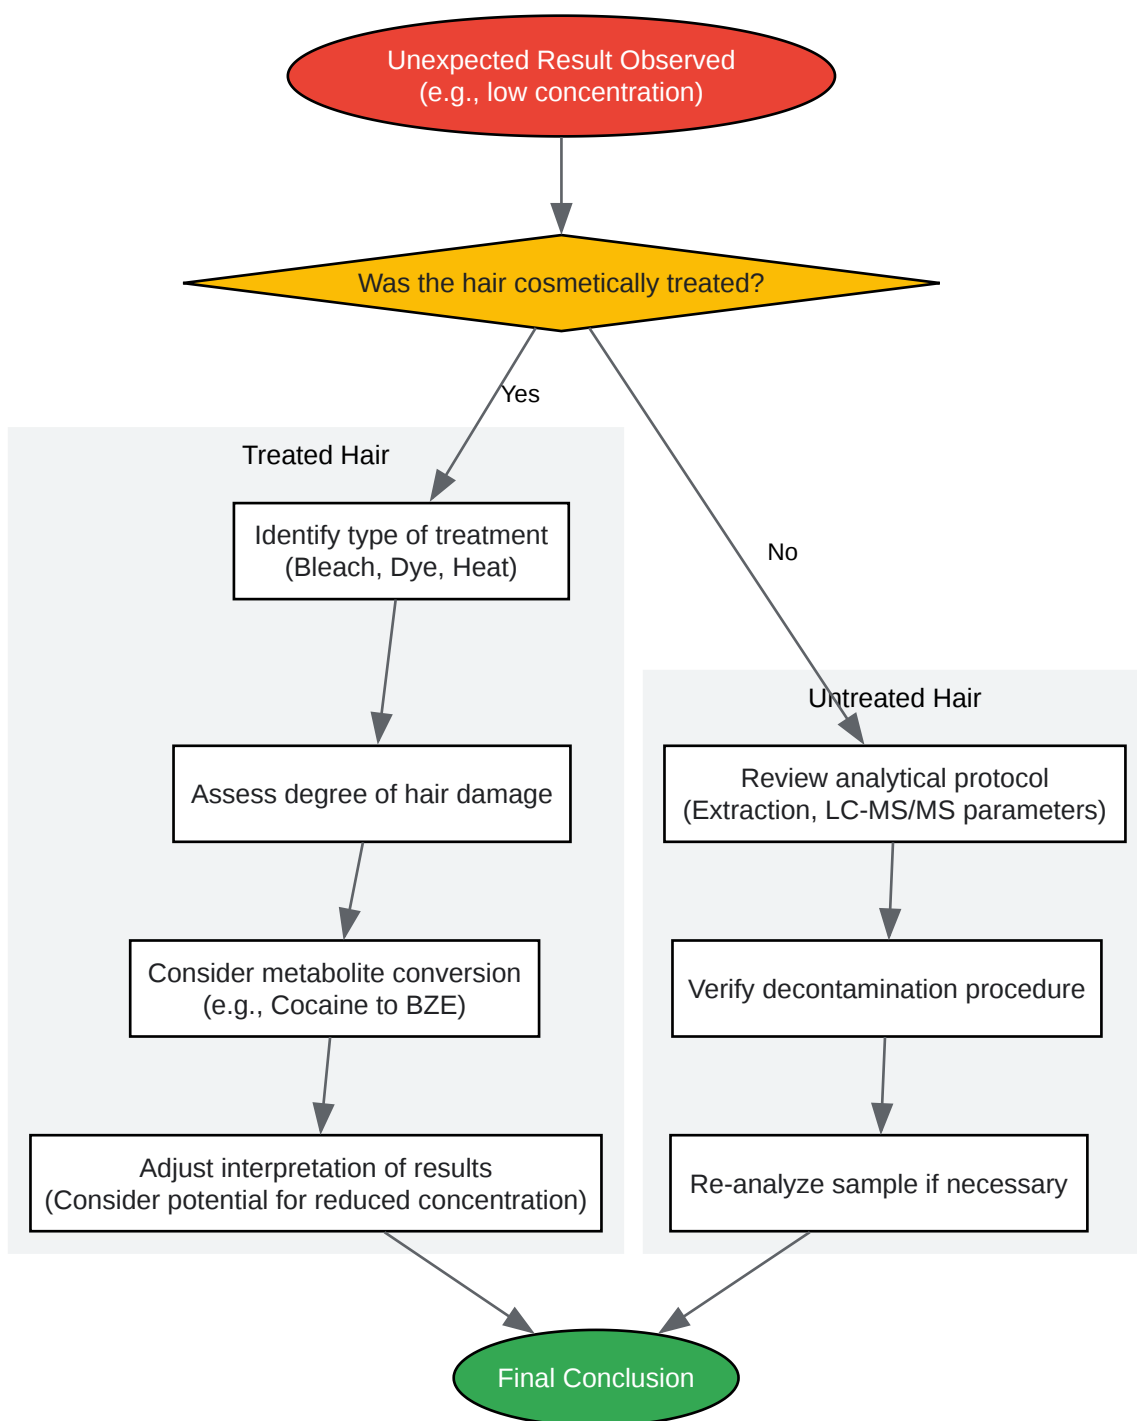 Unexpected Result Observed
(e.g., low concentration)
Was the hair cosmetically treated?
Yes
No
Treated Hair
Identify type of treatment
(Bleach, Dye, Heat)
Assess degree of hair damage
Consider metabolite conversion
(e.g., Cocaine to BZE)
Adjust interpretation of results
(Consider potential for reduced concentration)
Untreated Hair
Review analytical protocol
(Extraction, LC-MS/MS parameters)
Verify decontamination procedure
Re-analyze sample if necessary
Final Conclusion